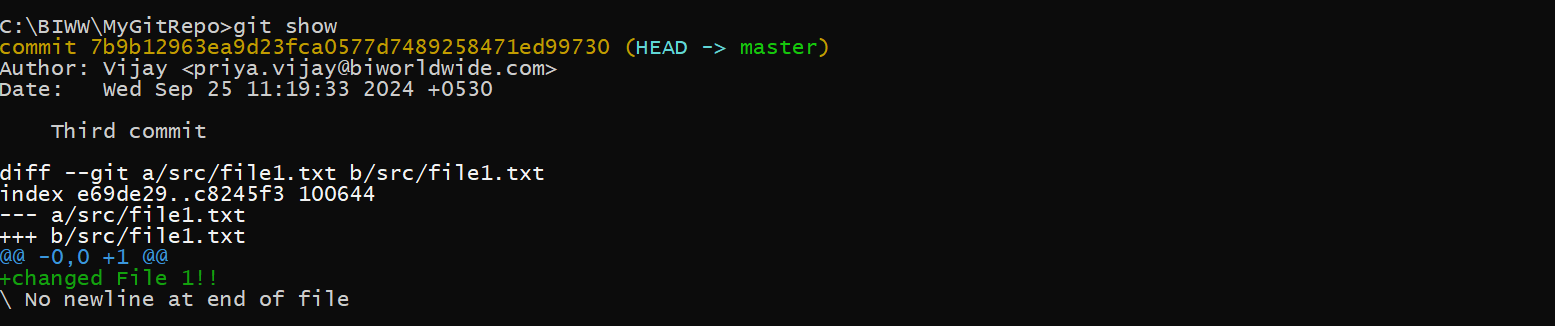 C:\BIWW\MyGitRepo>git show
commit 7b9b12963ea9d23fca0577d7489258471ed99730 (HEAD -> master)
Author: Vijay <priya.vijay@biworldwide.com>
Date:   Wed Sep 25 11:19:33 2024 +0530
    Third commit
diff --git a/src/file1.txt b/src/file1.txt
index e69de29..c8245f3 100644
--- a/src/file1.txt
+++ b/src/file1.txt
@@ -0,0 +1 @@
+changed File 1!!
\ No newline at end of file